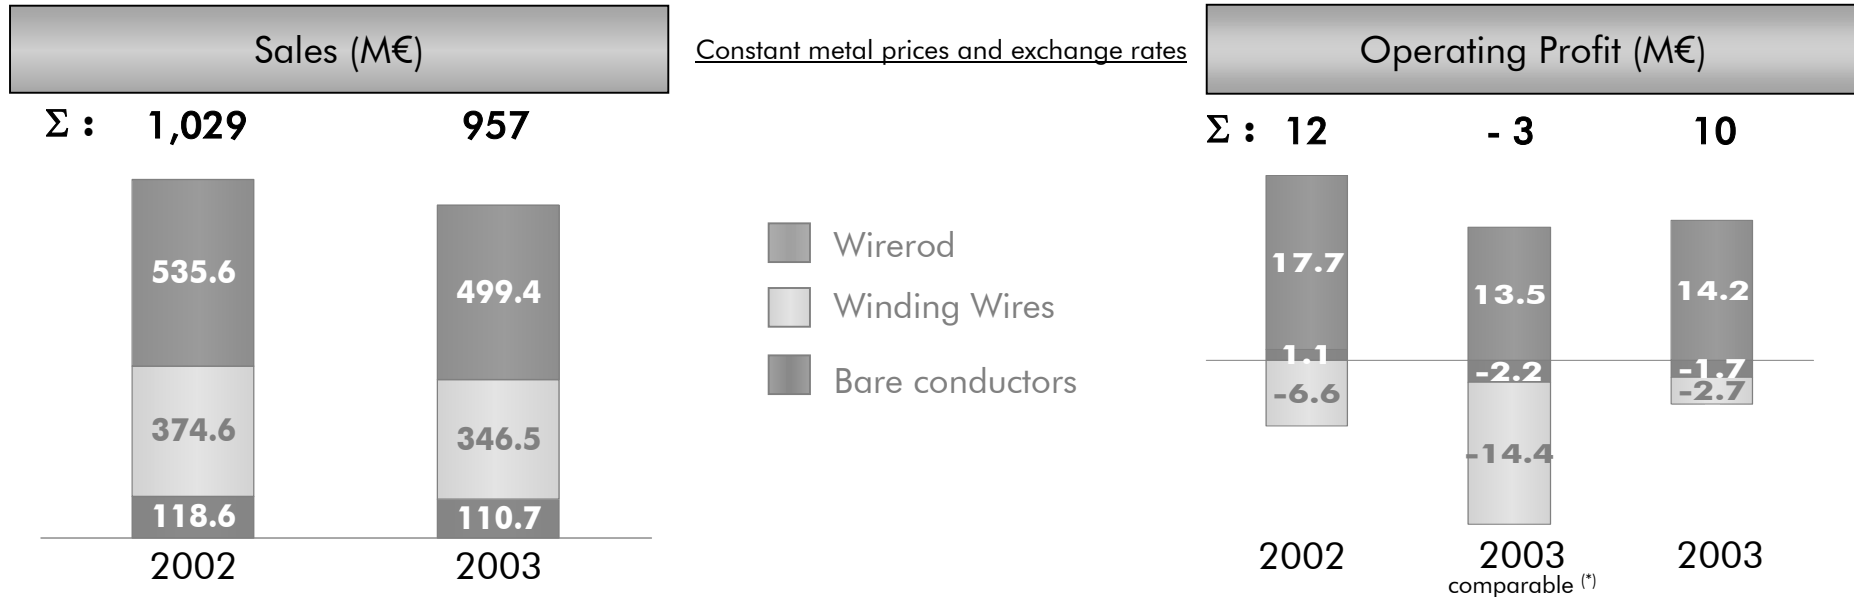 Sales (M€)
Constant metal prices and exchange rates
Operating Profit (M€)
Σ : 1,029 957
Σ : 12 - 3 10
535.6
499.4
374.6
346.5
118.6
110.7
2002
2003
Wirerod
Winding Wires
Bare conductors
17.7
13.5
14.2
1.1
-2.2
-1.7
-6.6
-14.4
-2.7
2002
2003
2003
comparable (*)